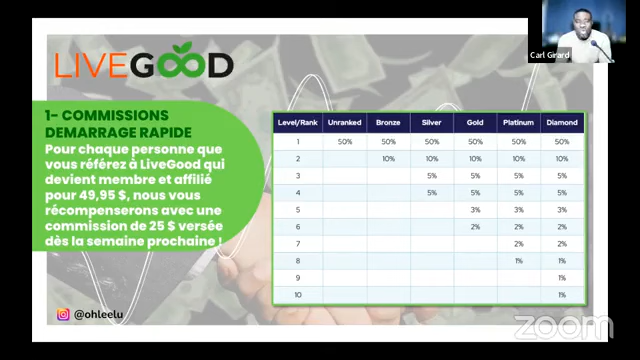 Carl Girard
LIVEGOOD
1- COMMISSIONS
DEMARRAGE RAPIDE
Pour chaque personne que
vous référez à LiveGood qui
devient membre et affilié
pour 49,95 $, nous vous
récompenserons avec une
commission de 25 $ versée
dès la semaine prochaine !
Level/Rank Unranked Bronze Silver Gold Platinum Diamond
1 50% 50% 50% 50% 50% 50%
2 10% 10% 10% 10% 10%
3 5% 5% 5% 5%
4 5% 5% 5% 5%
5 3% 3% 3%
6 2% 2% 2%
7 2% 2%
8 1% 1%
9 1%
10 1%
@ohleelu
zoom